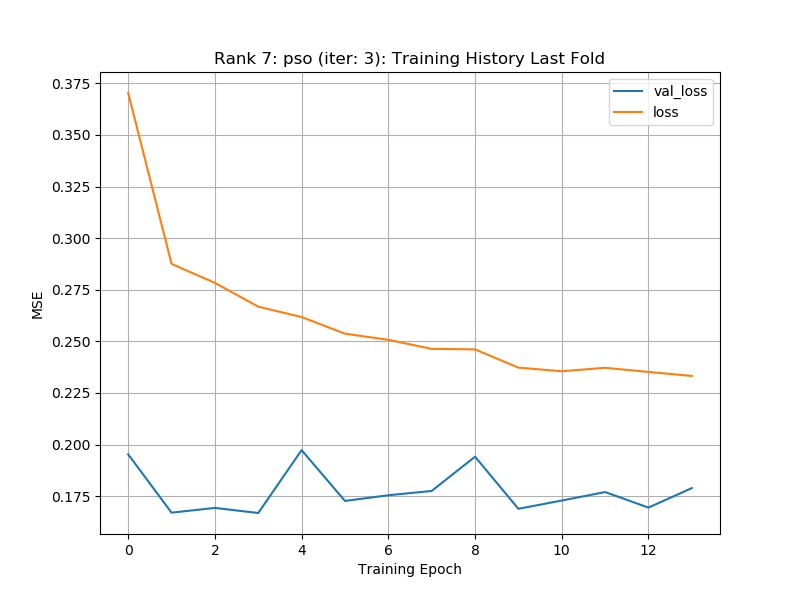 Rank 7: pso (iter: 3): Training History Last Fold
val_loss
loss
0.375
0.350
0.325
0.300
0.275
0.250
0.225
0.200
0.175
MSE
0 2 4 6 8 10 12
Training Epoch